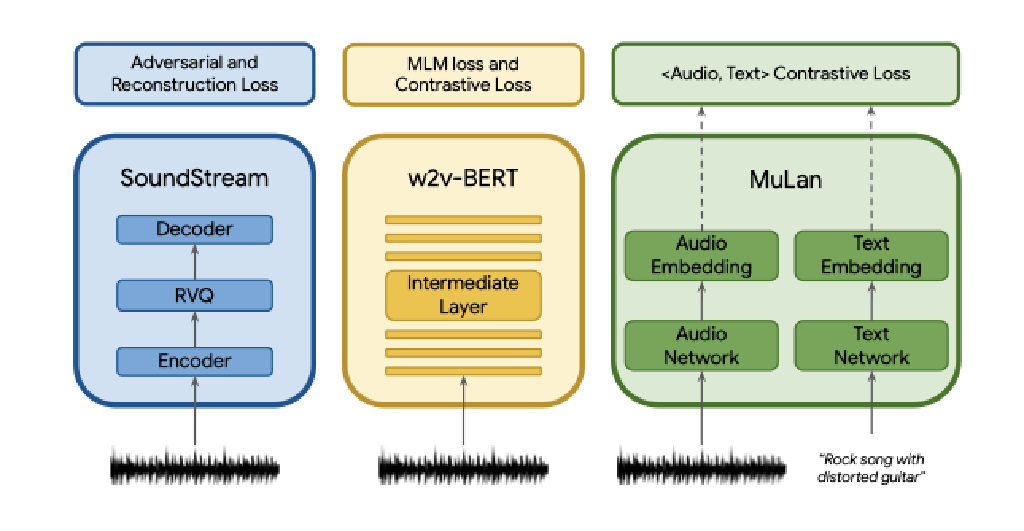 Adversarial and
Reconstruction Loss
MLM loss and
Contrastive Loss
<Audio, Text> Contrastive Loss
SoundStream
Decoder
RVQ
Encoder
w2v-BERT
Intermediate
Layer
MuLan
Audio
Embedding
Text
Embedding
Audio
Network
Text
Network
"Rock song with
distorted guitar"